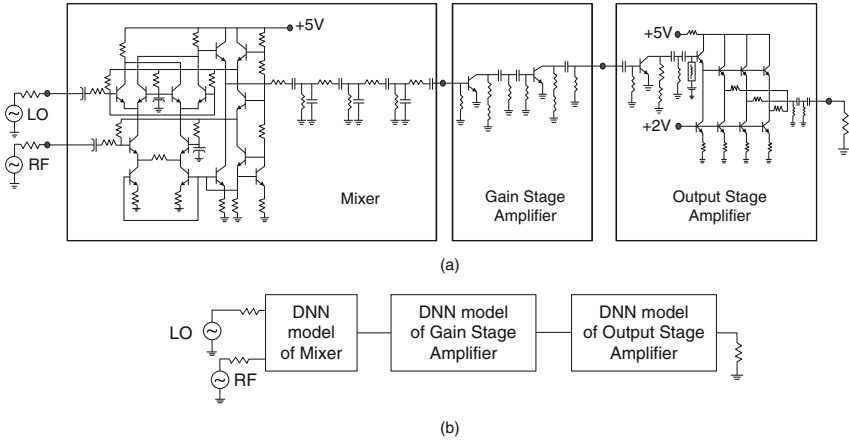 +5V
+5V
LO
+2V
RF
Mixer
Gain Stage
Amplifier
Output Stage
Amplifier
(a)
LO
RF
DNN
model
of Mixer
DNN model
of Gain Stage
Amplifier
DNN model
of Output Stage
Amplifier
(b)